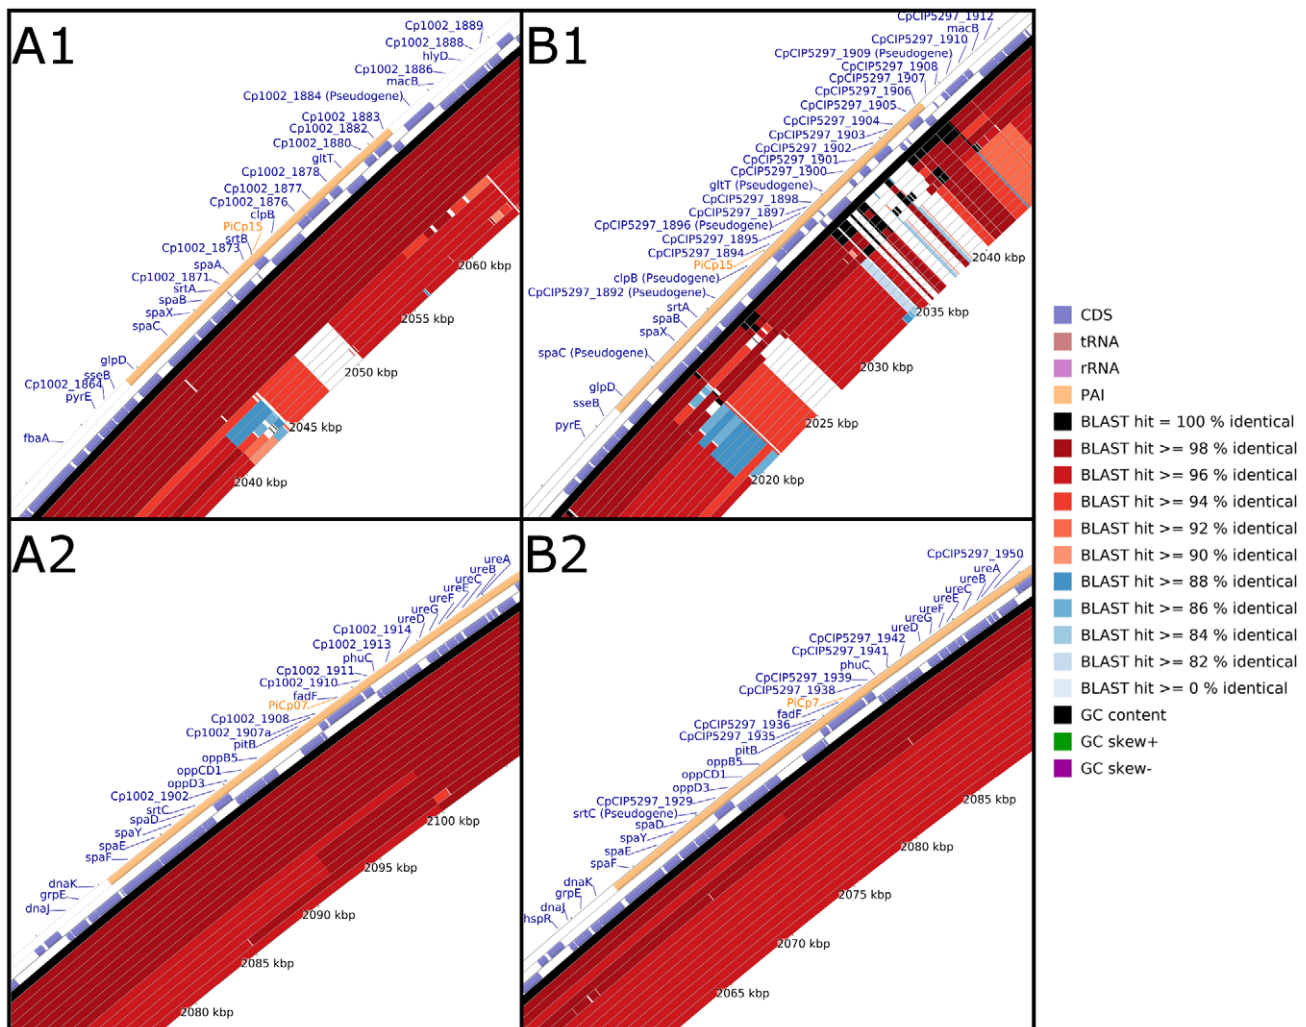 A1
Cp1002_1889
Cp1002_1888
hlyD
Cp1002_1886
macB
Cp1002_1884 (Pseudogene)
Cp1002_1883
Cp1002_1882
Cp1002_1880
gltT
Cp1002_1878
Cp1002_1877
Cp1002_1876
clpB
PiCp15
srtB
Cp1002_1873
spaA
Cp1002_1871
srtA
spaB
spaX
spaC
glpD
sseB
Cp1002_1864
pyrE
fbaA
2060 kbp
2055 kbp
2050 kbp
2045 kbp
2040 kbp
B1
CpCIP5297_1912
macB
CpCIP5297_1910
CpCIP5297_1909 (Pseudogene)
CpCIP5297_1908
CpCIP5297_1907
CpCIP5297_1906
CpCIP5297_1905
CpCIP5297_1904
CpCIP5297_1903
CpCIP5297_1902
CpCIP5297_1901
CpCIP5297_1900
gltT (Pseudogene)
CpCIP5297_1898
CpCIP5297_1897
CpCIP5297_1896 (Pseudogene)
CpCIP5297_1895
CpCIP5297_1894
PiCp15
clpB (Pseudogene)
CpCIP5297_1892 (Pseudogene)
srtA
spaB
spaX
spaC (Pseudogene)
glpD
sseB
pyrE
2040 kbp
2035 kbp
2030 kbp
2025 kbp
2020 kbp
A2
ureA
ureB
ureC
ureE
ureF
ureG
ureD
Cp1002_1914
Cp1002_1913
phuC
Cp1002_1911
Cp1002_1910
fadF
PiCp07
Cp1002_1908
Cp1002_1907a
pitB
oppB5
oppCD1
oppD3
Cp1002_1902
srtC
spaD
spaY
spaE
spaF
dnaK
grpE
dnaJ
2100 kbp
2095 kbp
2090 kbp
2085 kbp
2080 kbp
B2
CpCIP5297_1950
ureA
ureB
ureC
ureE
ureF
ureG
ureD
CpCIP5297_1942
CpCIP5297_1941
phuC
CpCIP5297_1939
CpCIP5297_1938
PiCp7
fadF
CpCIP5297_1936
CpCIP5297_1935
pitB
oppB5
oppCD1
oppD3
CpCIP5297_1929
srtC (Pseudogene)
spaD
spaY
spaE
spaF
dnaK
grpE
dnaJ
hspR
2085 kbp
2080 kbp
2075 kbp
2070 kbp
2065 kbp
CDS
tRNA
rRNA
PAI
BLAST hit = 100 % identical
BLAST hit >= 98 % identical
BLAST hit >= 96 % identical
BLAST hit >= 94 % identical
BLAST hit >= 92 % identical
BLAST hit >= 90 % identical
BLAST hit >= 88 % identical
BLAST hit >= 86 % identical
BLAST hit >= 84 % identical
BLAST hit >= 82 % identical
BLAST hit >= 0 % identical
GC content
GC skew+
GC skew-